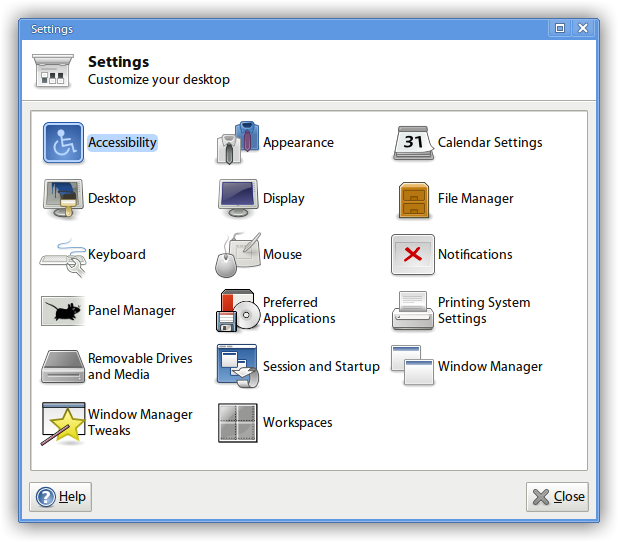 Settings
Settings
Customize your desktop
Accessibility
Appearance
31
Calendar Settings
Desktop
Display
File Manager
Keyboard
Mouse
Notifications
Panel Manager
Preferred
Applications
Printing System
Settings
Removable Drives
and Media
Session and Startup
Window Manager
Window Manager
Tweaks
Workspaces
Help
Close